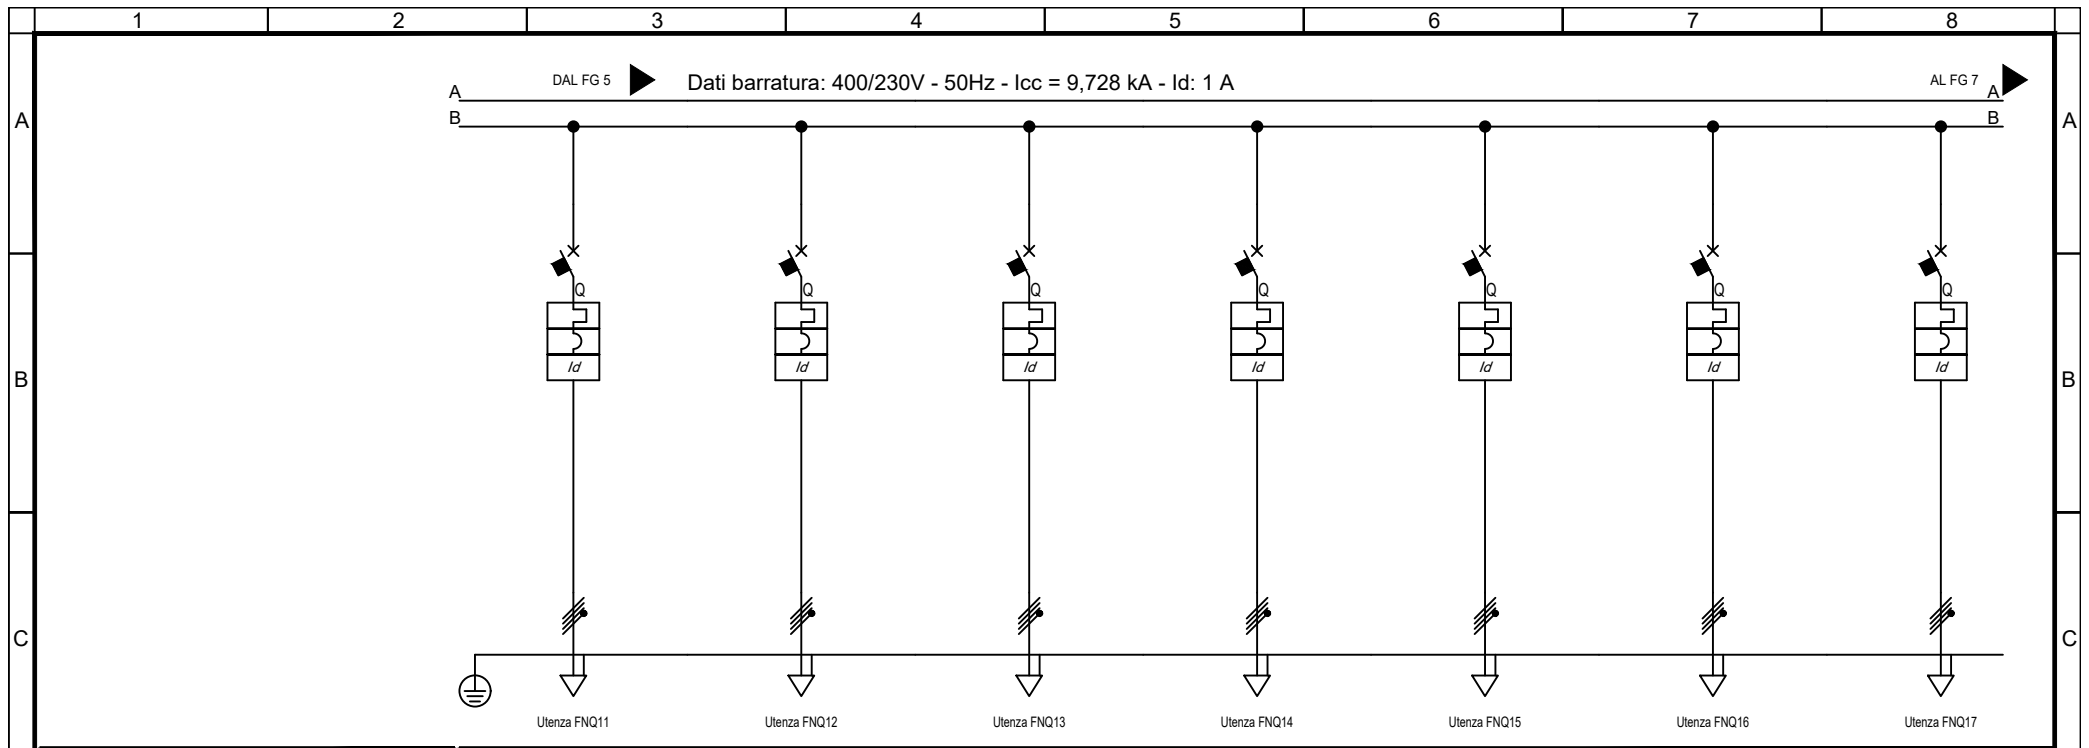 1 2 3 4 5 6 7 8
DAL FG 5 Dati barratura: 400/230V - 50Hz - Icc = 9,728 kA - Id: 1 A AL FG 7
A A
B B
A A
Q Q Q Q Q Q Q
Id Id Id Id Id Id Id
B B
C C
Utenza FNQ11 Utenza FNQ12 Utenza FNQ13 Utenza FNQ14 Utenza FNQ15 Utenza FNQ16 Utenza FNQ17